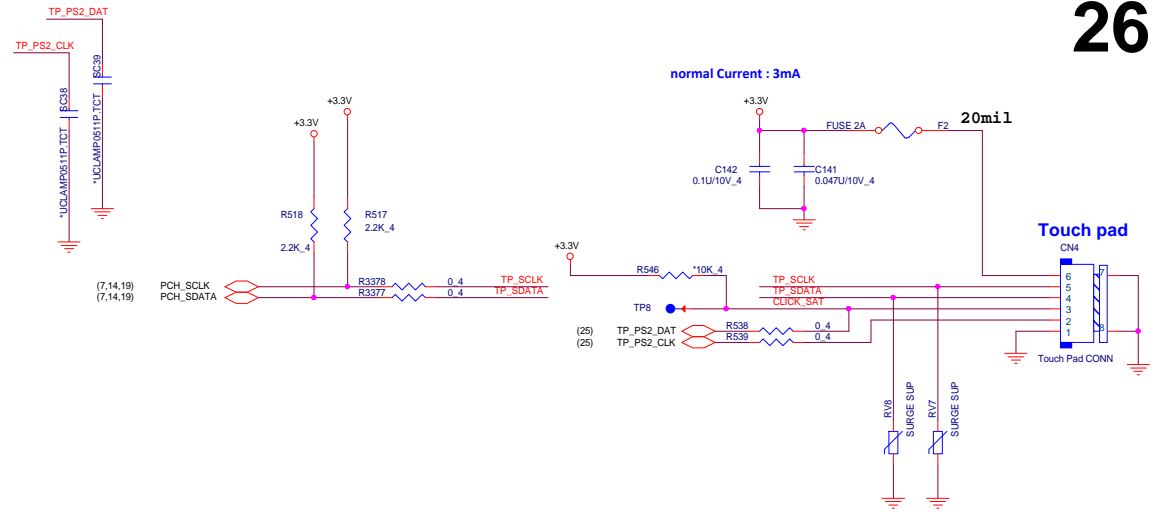 26
TP_PS2_DAT
TP_PS2_CLK
SC39
*UCLAMP0511P.TCT
SC38
*UCLAMP0511P.TCT
+3.3V
+3.3V
R518
2.2K_4
R517
2.2K_4
(7,14,19) PCH_SCLK R3378 0_4 TP_SCLK
(7,14,19) PCH_SDATA R3377 0_4 TP_SDATA
normal Current : 3mA
+3.3V
FUSE 2A F2 20mil
C142
0.1U/10V_4
C141
0.047U/10V_4
+3.3V
R546 *10K_4
TP8
(25) TP_PS2_DAT R538 0_4
(25) TP_PS2_CLK R539 0_4
TP_SCLK
TP_SDATA
CLICK_SAT
Touch pad
CN4
6
5
4
3
2
1
7
8
Touch Pad CONN
RV8
SURGE SUP
RV7
SURGE SUP